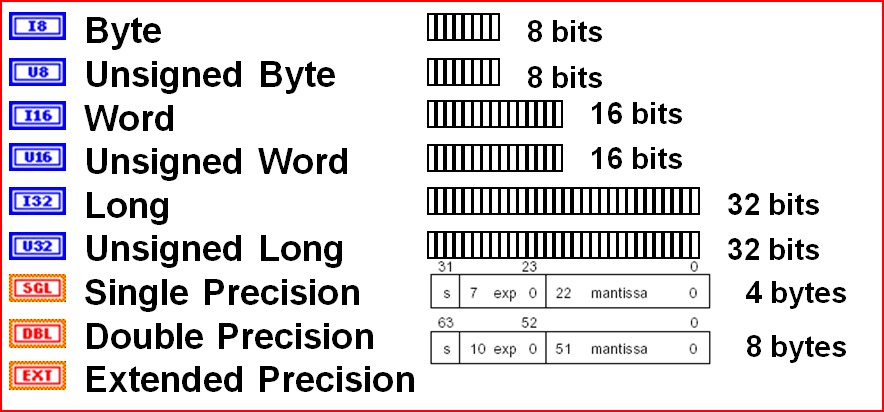 I8 Byte 8 bits
U8 Unsigned Byte 8 bits
I16 Word 16 bits
U16 Unsigned Word 16 bits
I32 Long 32 bits
U32 Unsigned Long 32 bits
31 23 0
SGL Single Precision s 7 exp 0 22 mantissa 0 4 bytes
63 52 0
DBL Double Precision s 10 exp 0 51 mantissa 0 8 bytes
EXT Extended Precision